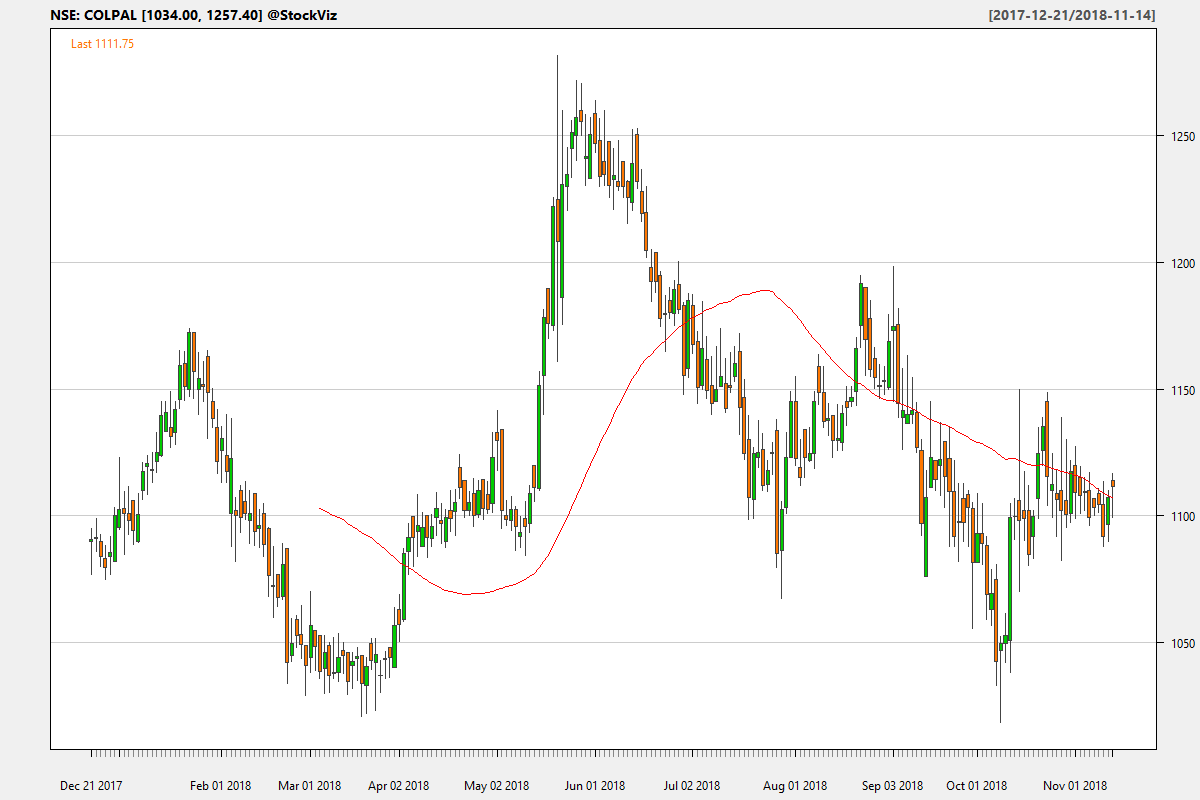 NSE: COLPAL [1034.00, 1257.40] @StockViz
[2017-12-21/2018-11-14]
Last 1111.75
1250
1200
1150
1100
1050
Dec 21 2017 Feb 01 2018 Mar 01 2018 Apr 02 2018 May 02 2018 Jun 01 2018 Jul 02 2018 Aug 01 2018 Sep 03 2018 Oct 01 2018 Nov 01 2018